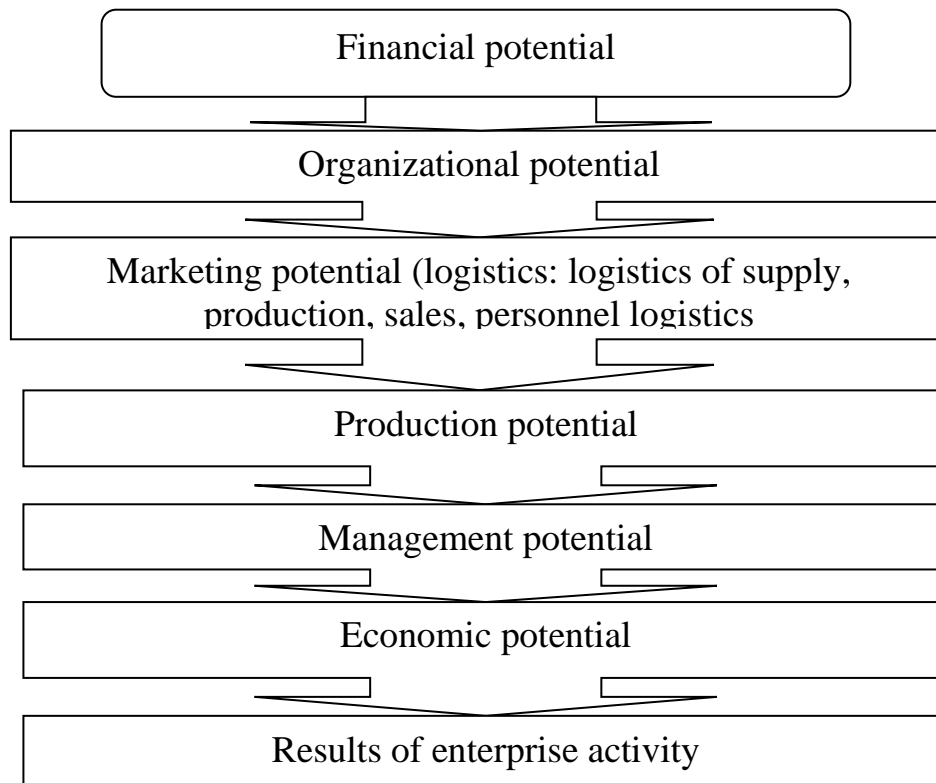 Financial potential
Organizational potential
Marketing potential (logistics: logistics of supply,
production, sales, personnel logistics
Production potential
Management potential
Economic potential
Results of enterprise activity